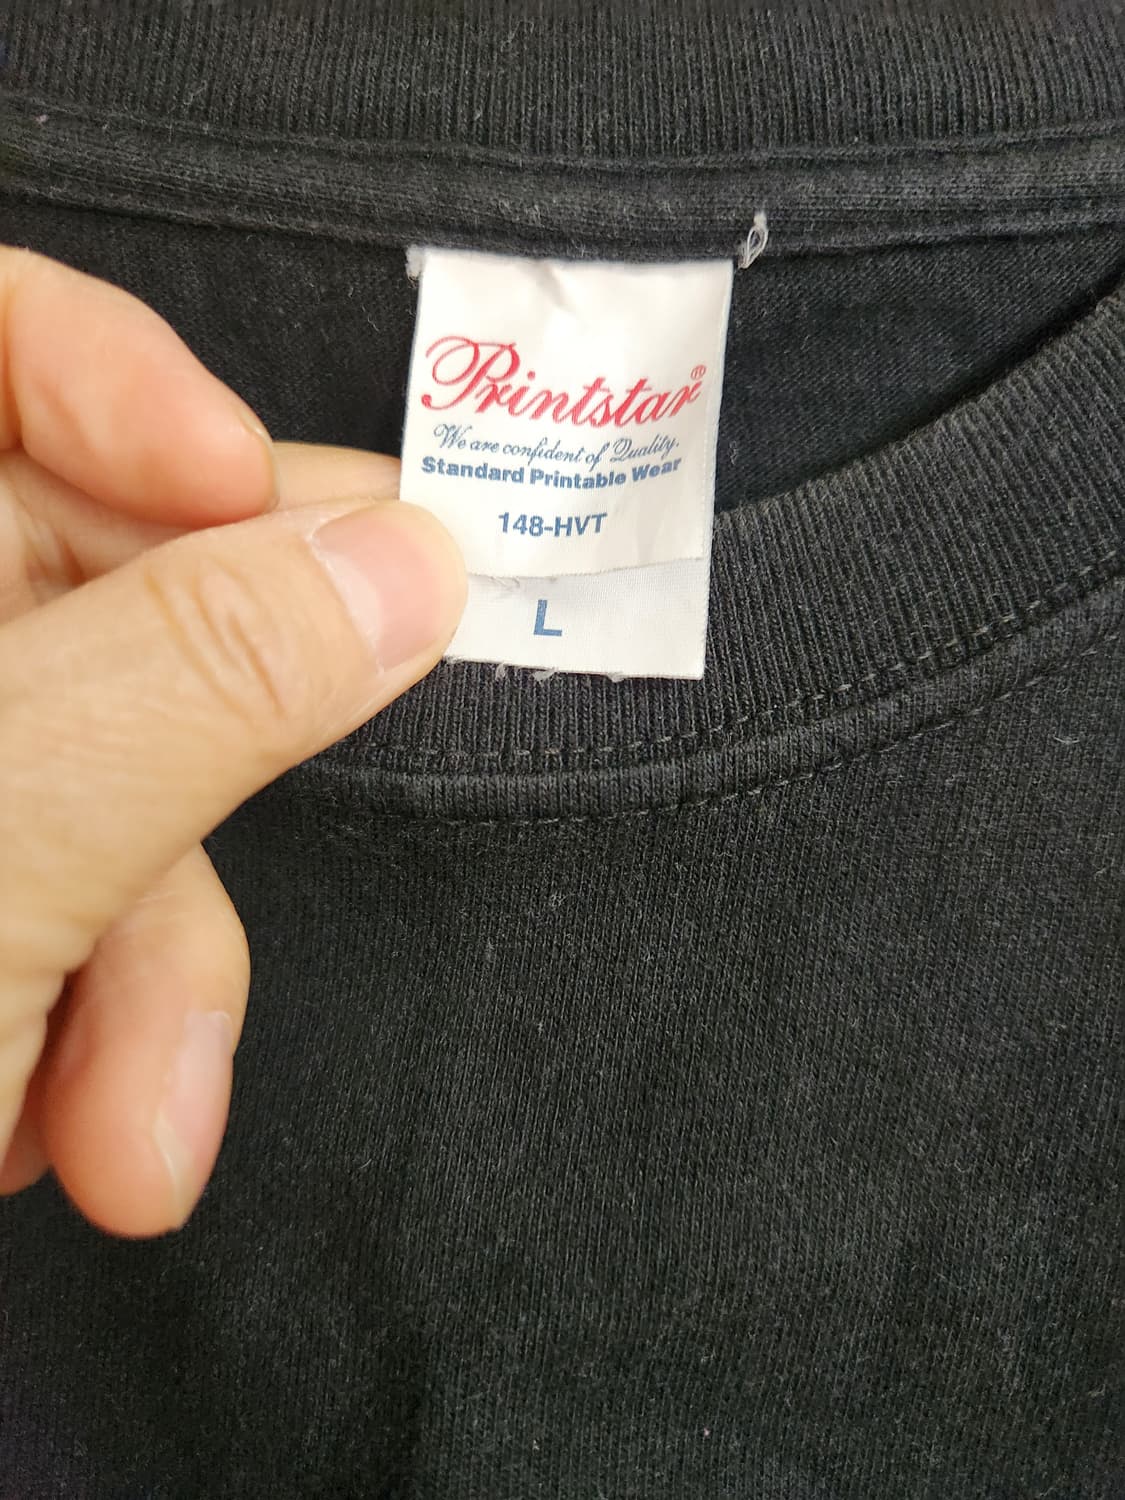 Printstar®
We are confident of Quality.
Standard Printable Wear
148-HVT
L